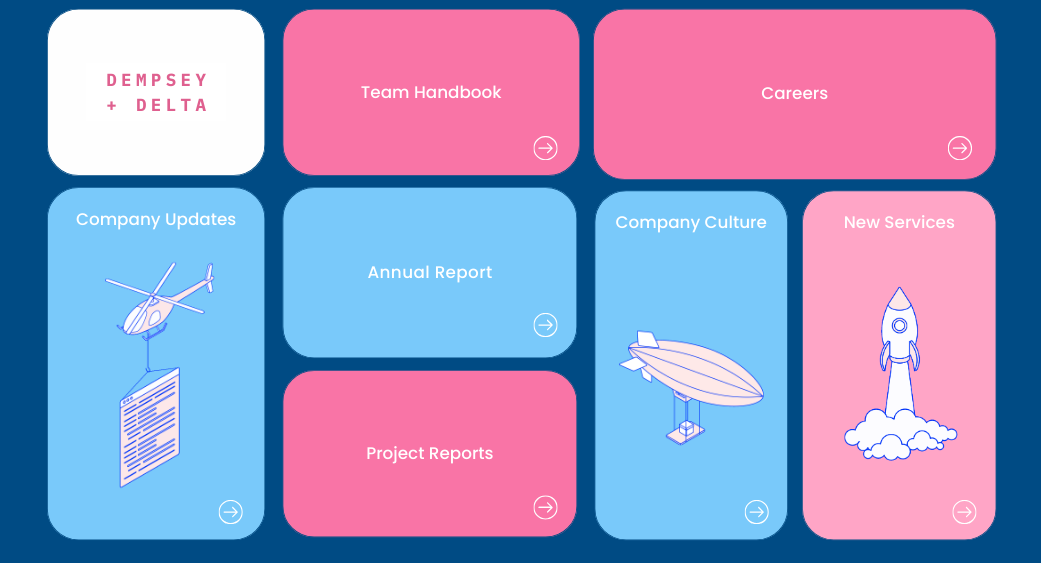 DEMPSEY
+ DELTA
Team Handbook
Careers
Company Updates
Annual Report
Company Culture
New Services
Project Reports